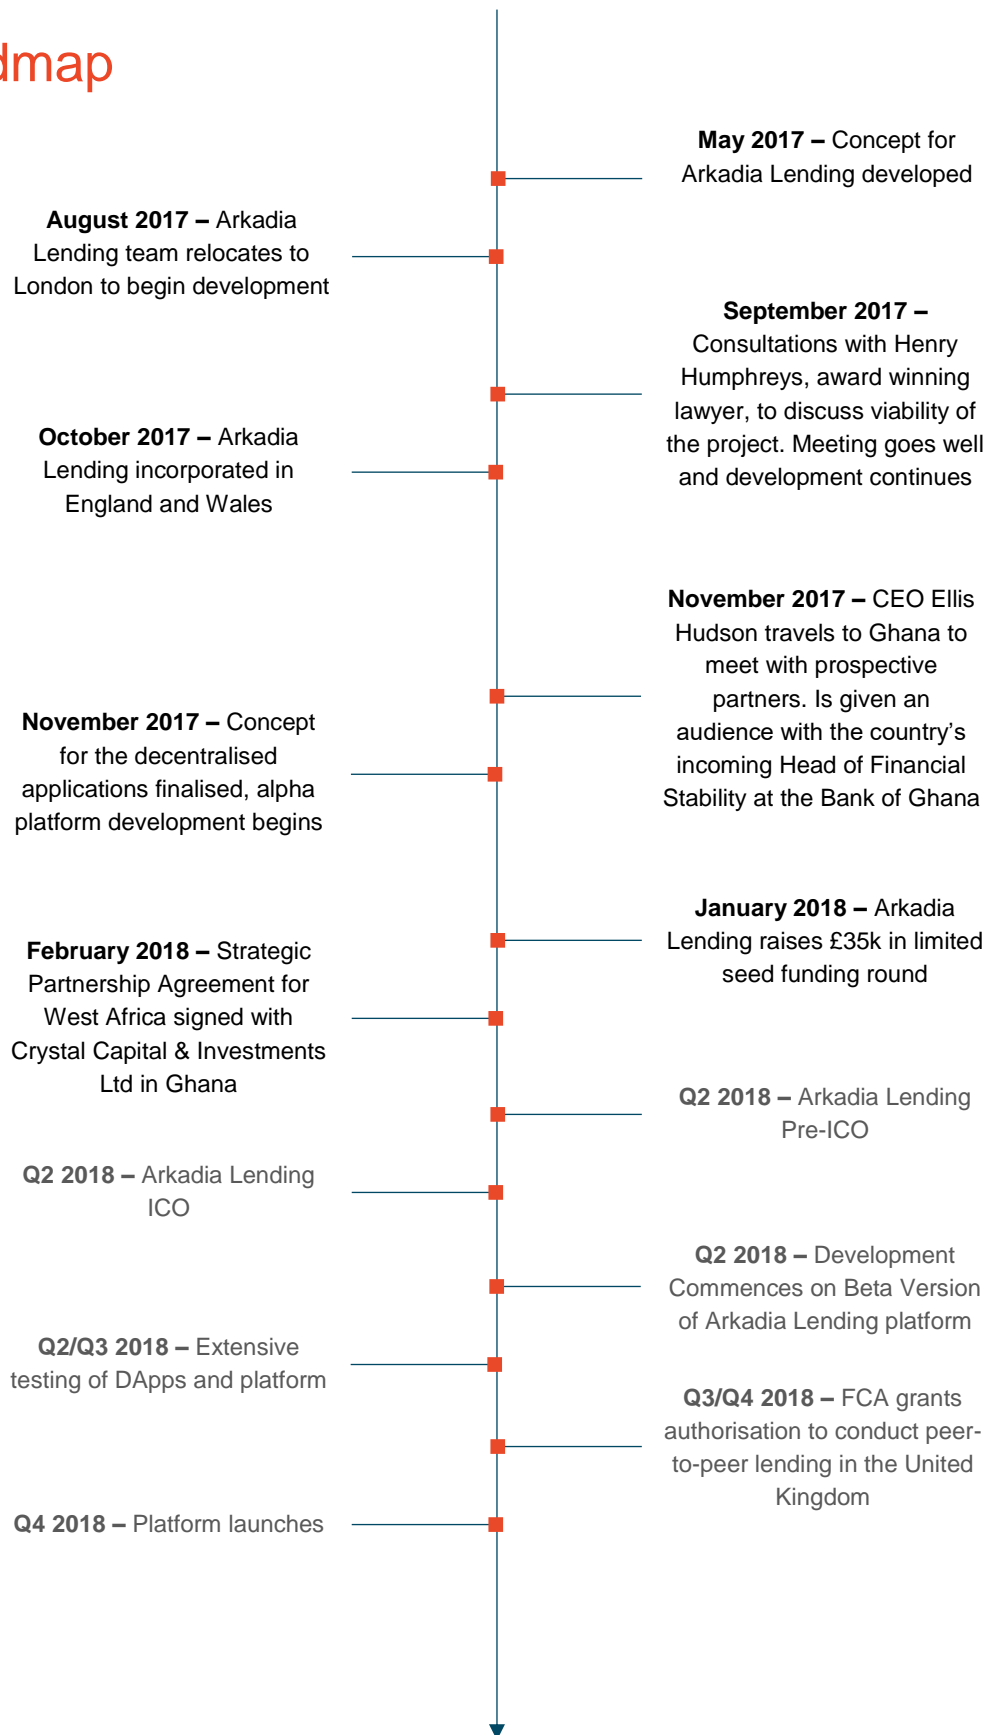 dmap
May 2017 – Concept for
Arkadia Lending developed
August 2017 – Arkadia
Lending team relocates to
London to begin development
September 2017 –
Consultations with Henry
Humphreys, award winning
lawyer, to discuss viability of
the project. Meeting goes well
and development continues
October 2017 – Arkadia
Lending incorporated in
England and Wales
November 2017 – CEO Ellis
Hudson travels to Ghana to
meet with prospective
partners. Is given an
audience with the country’s
incoming Head of Financial
Stability at the Bank of Ghana
November 2017 – Concept
for the decentralised
applications finalised, alpha
platform development begins
January 2018 – Arkadia
Lending raises £35k in limited
seed funding round
February 2018 – Strategic
Partnership Agreement for
West Africa signed with
Crystal Capital & Investments
Ltd in Ghana
Q2 2018 – Arkadia Lending
Pre-ICO
Q2 2018 – Arkadia Lending
ICO
Q2 2018 – Development
Commences on Beta Version
of Arkadia Lending platform
Q2/Q3 2018 – Extensive
testing of DApps and platform
Q3/Q4 2018 – FCA grants
authorisation to conduct peer-
to-peer lending in the United
Kingdom
Q4 2018 – Platform launches